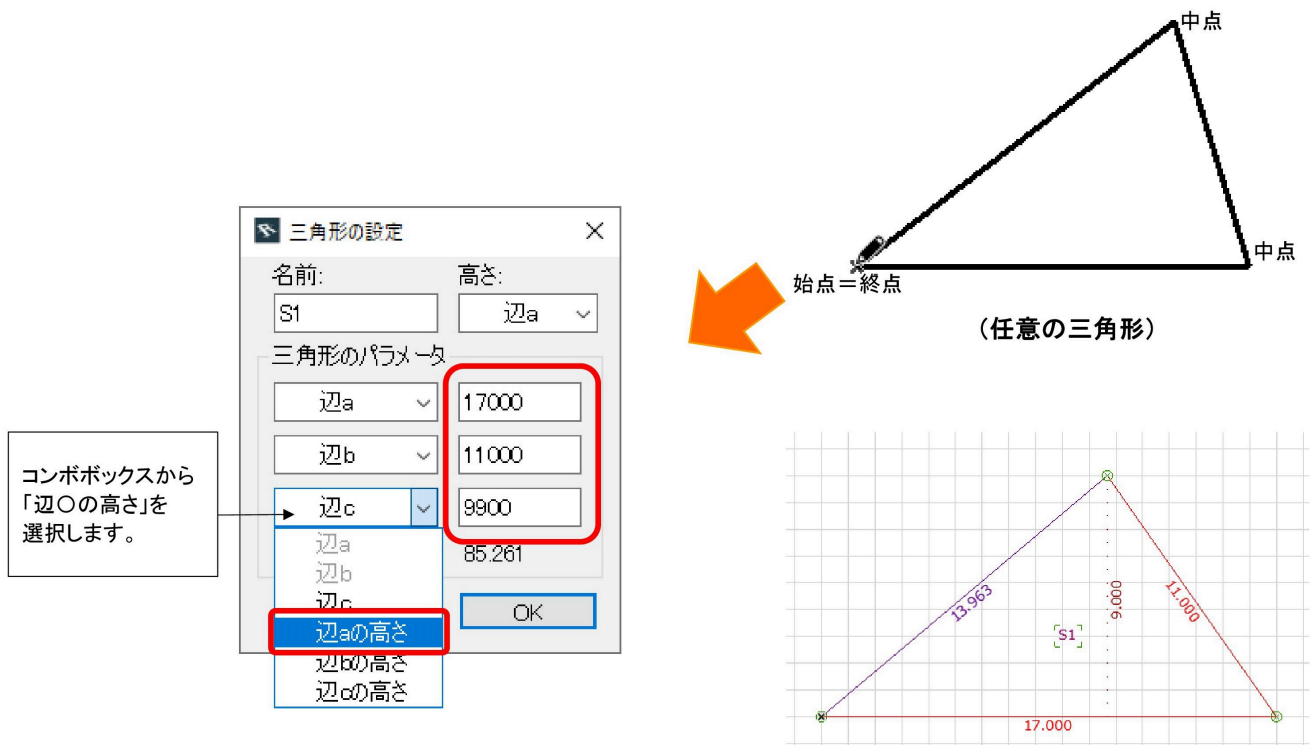 中点
中点
始点＝終点
（任意の三角形）
三角形の設定
名前:
高さ:
S1
辺a
三角形のパラメータ
辺a
17000
辺b
11000
辺c
9900
85.261
辺a
辺b
辺c
辺aの高さ
辺bの高さ
辺cの高さ
OK
コンボボックスから
「辺〇の高さ」を
選択します。
13.963
9.000
11.000
S1
17.000